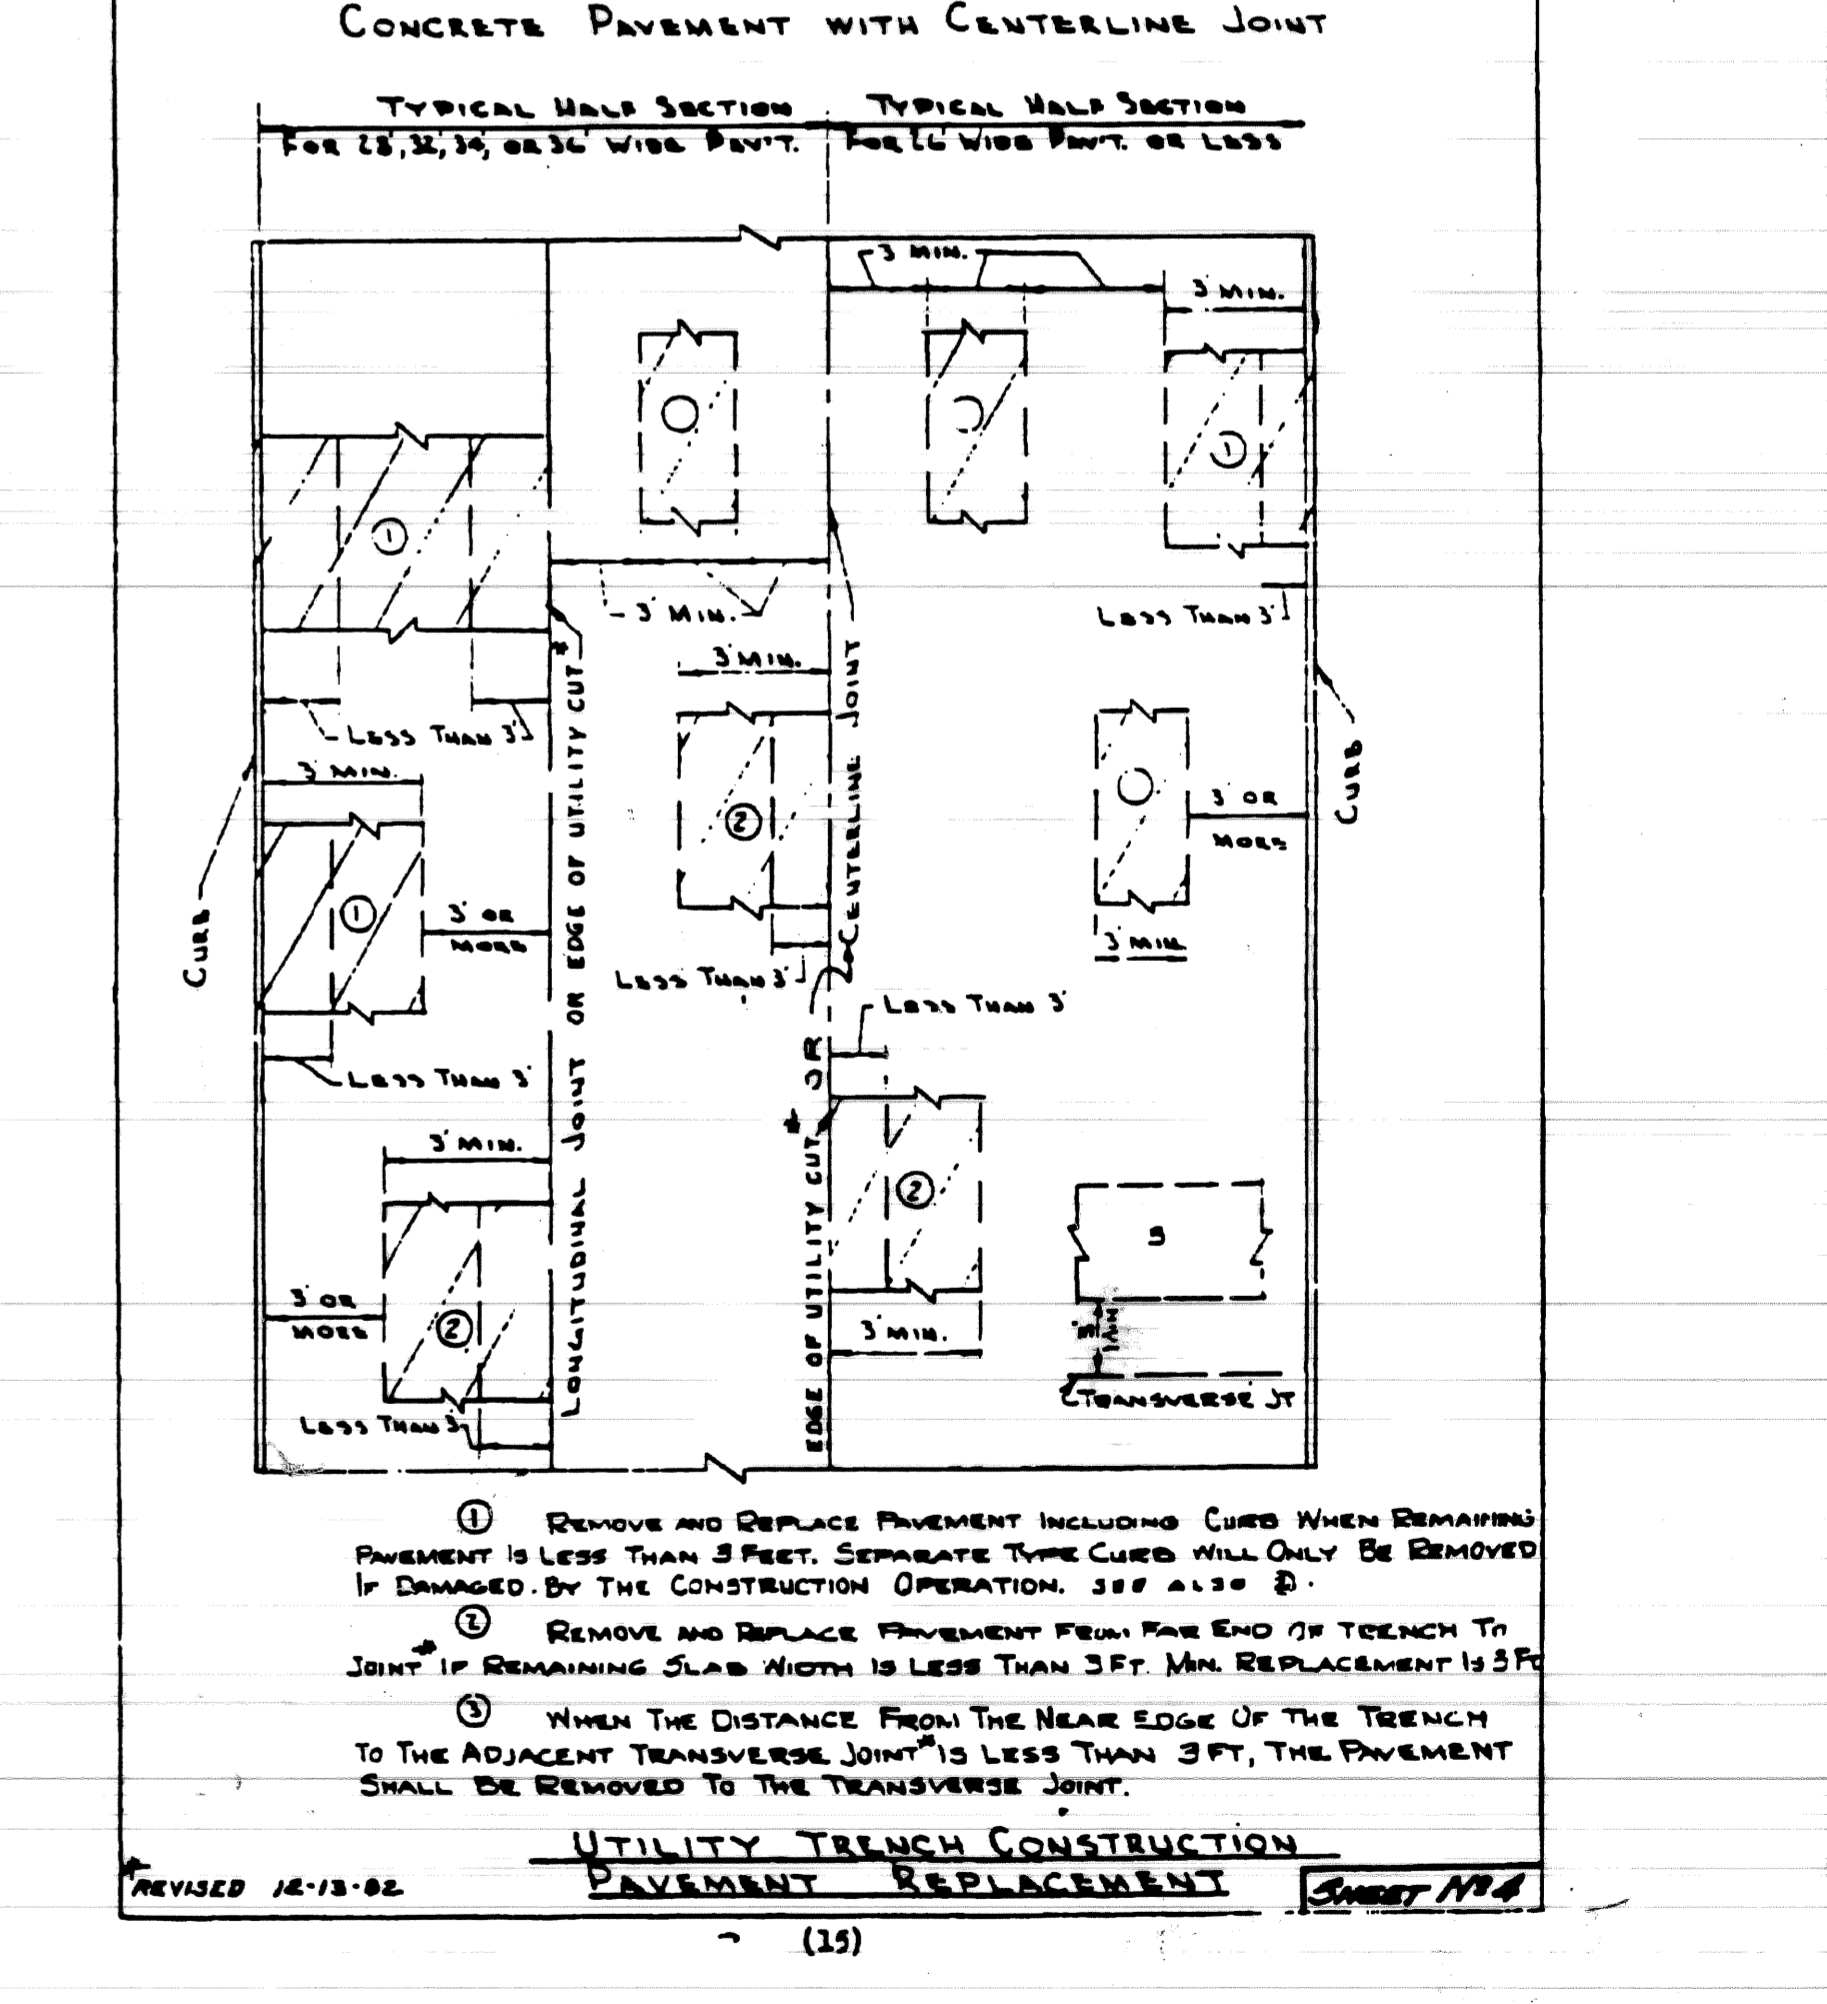 CONCRETE PAVEMENT WITH CENTERLINE JOINT
TYPICAL HALF SECTION
FOR 28', 32', 34', OR 36' WIDE PAV'T.
TYPICAL HALF SECTION
FOR 26' WIDE PAV'T. OR LESS
3' MIN.
3' MIN.
1
1
LESS THAN 3'
3' MIN.
3' MIN.
LESS THAN 3'
3' MIN.
CURB
1
3' OR
MORE
LESS THAN 3'
LONGITUDINAL JOINT OR EDGE OF UTILITY CUT*
2
LESS THAN 3'
CENTERLINE JOINT
OR
EDGE OF UTILITY CUT *
3' OR
MORE
3' MIN
CURB
LESS THAN 3'
3' MIN.
3' OR
MORE
2
LESS THAN 3
2
3' MIN.
3' MIN
TRANSVERSE JT
1 REMOVE AND REPLACE PAVEMENT INCLUDING CURB WHEN REMAINING
PAVEMENT IS LESS THAN 3 FEET. SEPARATE TYPE CURB WILL ONLY BE REMOVED
IF DAMAGED. BY THE CONSTRUCTION OPERATION. SEE ALSO 2.
2 REMOVE AND REPLACE PAVEMENT FROM FAR END OF TRENCH TO
JOINT* IF REMAINING SLAB WIDTH IS LESS THAN 3 FT. MIN. REPLACEMENT IS 3 FT
3 WHEN THE DISTANCE FROM THE NEAR EDGE OF THE TRENCH
TO THE ADJACENT TRANSVERSE JOINT* IS LESS THAN 3 FT, THE PAVEMENT
SHALL BE REMOVED TO THE TRANSVERSE JOINT.
UTILITY TRENCH CONSTRUCTION
PAVEMENT REPLACEMENT
*REVISED 12-13-82
SHEET No 4
(15)